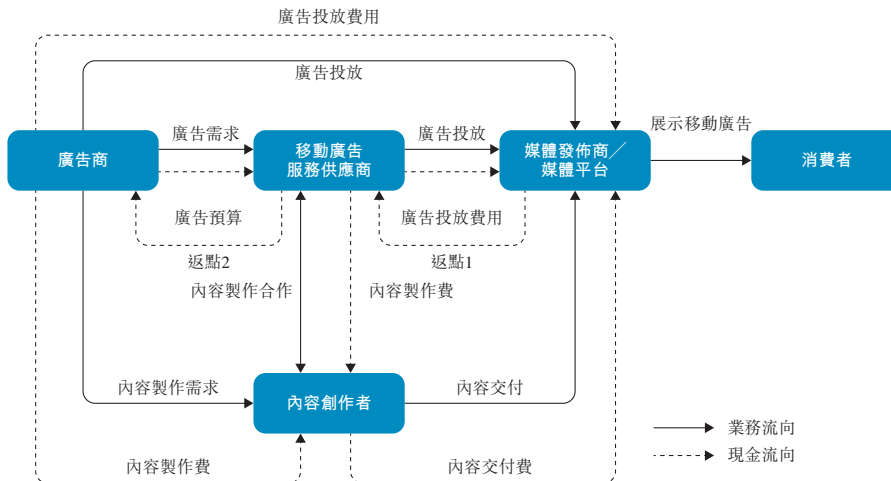 廣告投放費用
廣告投放
廣告需求
廣告投放
展示移動廣告
廣告商
移動廣告
服務供應商
媒體發佈商／
媒體平台
消費者
廣告預算
廣告投放費用
返點2
返點1
內容製作合作
內容製作費
內容製作需求
內容創作者
內容交付
業務流向
現金流向
內容製作費
內容交付費